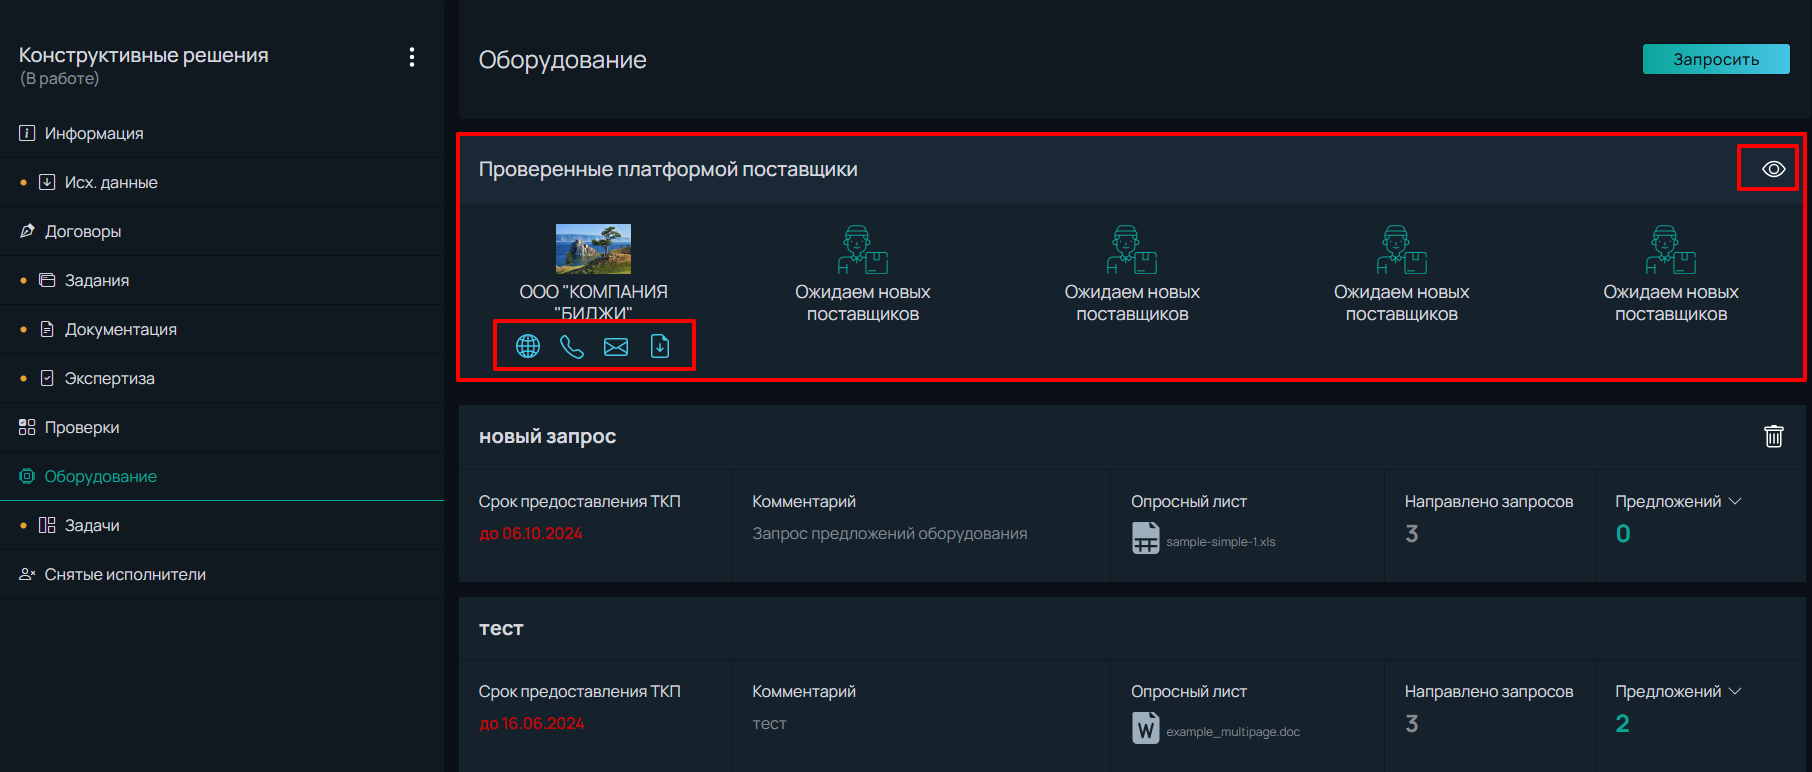 Конструктивные решения
(В работе)
Информация
Исх. данные
Договоры
Задания
Документация
Экспертиза
Проверки
Оборудование
Задачи
Снятые исполнители
Оборудование
Запросить
Проверенные платформой поставщики
ООО "КОМПАНИЯ
"БИДЖИ"
Ожидаем новых
поставщиков
Ожидаем новых
поставщиков
Ожидаем новых
поставщиков
Ожидаем новых
поставщиков
новый запрос
Срок предоставления ТКП
до 06.10.2024
Комментарий
Запрос предложений оборудования
Опросный лист
sample-simple-1.xls
Направлено запросов
3
Предложений
0
тест
Срок предоставления ТКП
до 16.06.2024
Комментарий
тест
Опросный лист
W
example_multipage.doc
Направлено запросов
3
Предложений
2